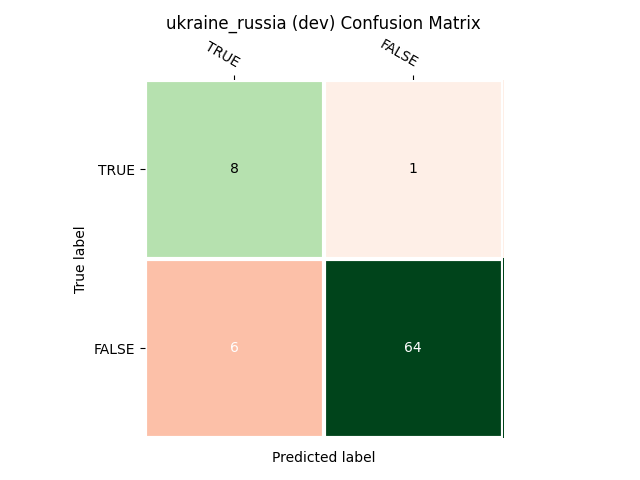 ukraine_russia (dev) Confusion Matrix
TRUE
FALSE
TRUE
8
1
True label
FALSE
6
64
Predicted label